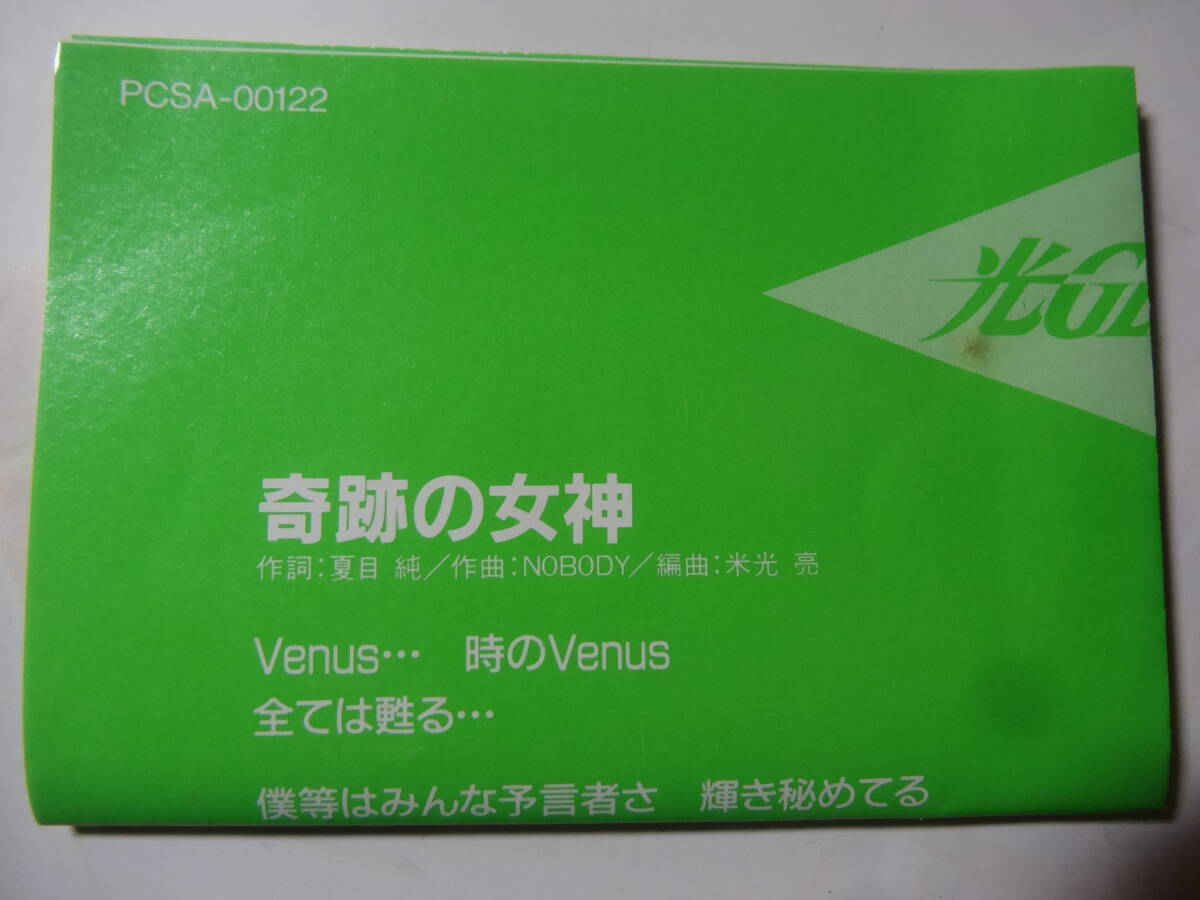 PCSA-00122
光GE
奇跡の女神
作詞:夏目 純/作曲:NOBODY/編曲:米光 亮
Venus… 時のVenus
全ては甦る…
僕等はみんな予言者さ 輝き秘めてる